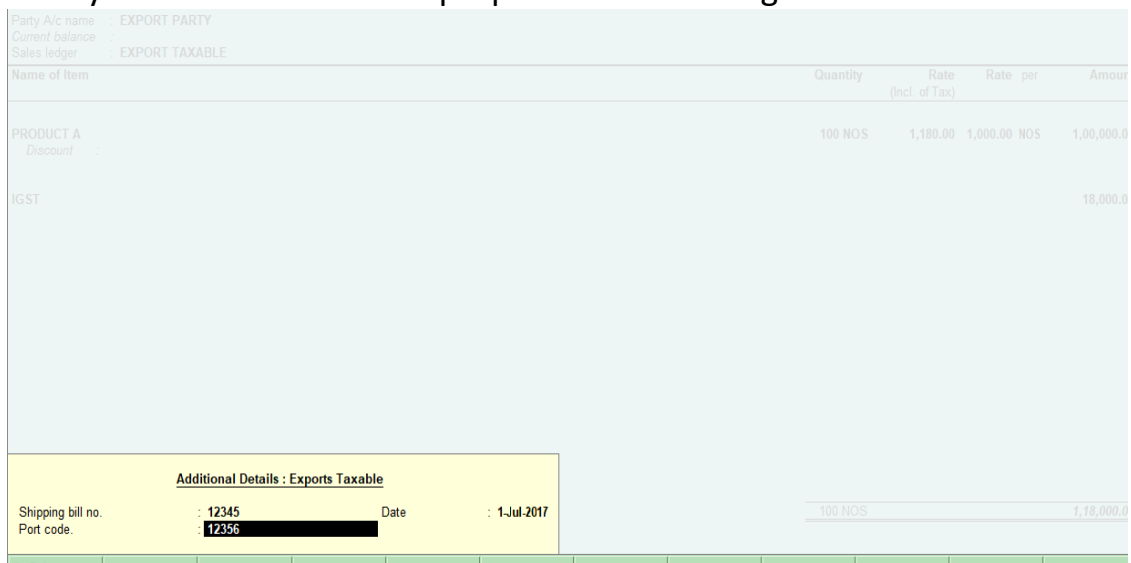 Party A/c name : EXPORT PARTY
Current balance :
Sales ledger : EXPORT TAXABLE
Name of Item Quantity Rate Rate per Amour
(Incl. of Tax)
PRODUCT A 100 NOS 1,180.00 1,000.00 NOS 1,00,000.0
Discount :
IGST 18,000.0
Additional Details : Exports Taxable
Shipping bill no. : 12345 Date : 1-Jul-2017
Port code. : 12356
100 NOS 1,18,000.0